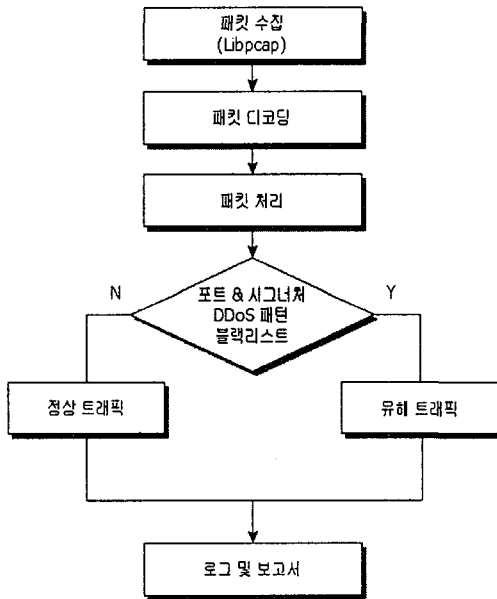 패킷 수집
(Libpcap)
패킷 디코딩
패킷 처리
N
포트 & 시그너처
DDoS 패턴
블랙리스트
Y
정상 트래픽
유해 트래픽
로그 및 보고서